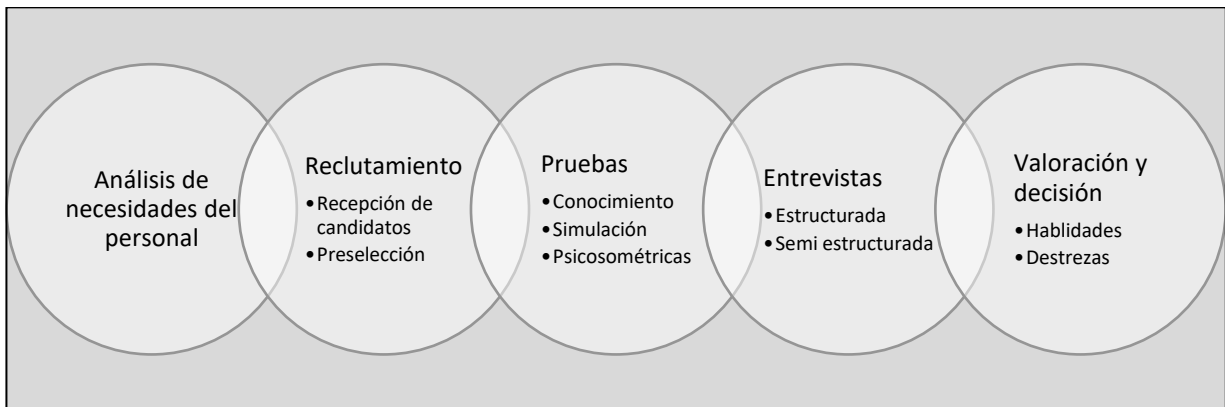 Análisis de
necesidades del
personal
Reclutamiento
•Recepción de
candidatos
•Preselección
Pruebas
•Conocimiento
•Simulación
•Psicosométricas
Entrevistas
•Estructurada
•Semi estructurada
Valoración y
decisión
•Hablidades
•Destrezas